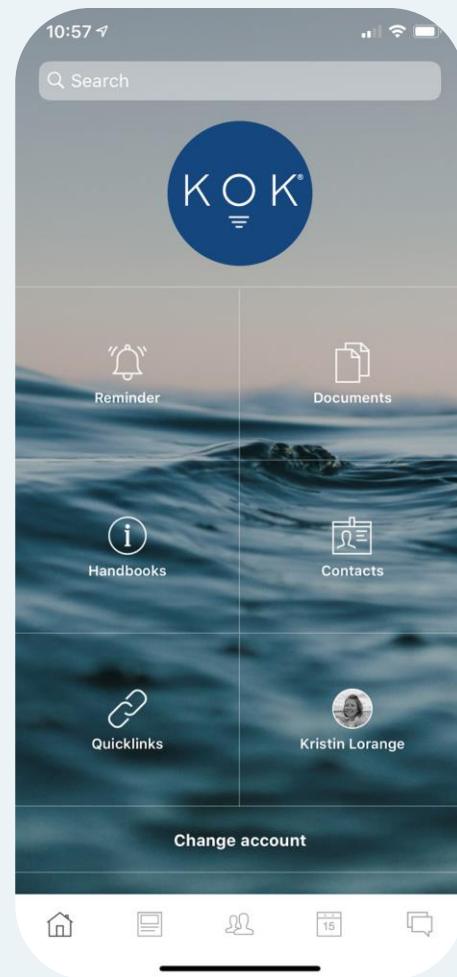 10:57
Search
KOK®
Reminder
Documents
Handbooks
Contacts
Quicklinks
Kristin Lorange
Change account
15